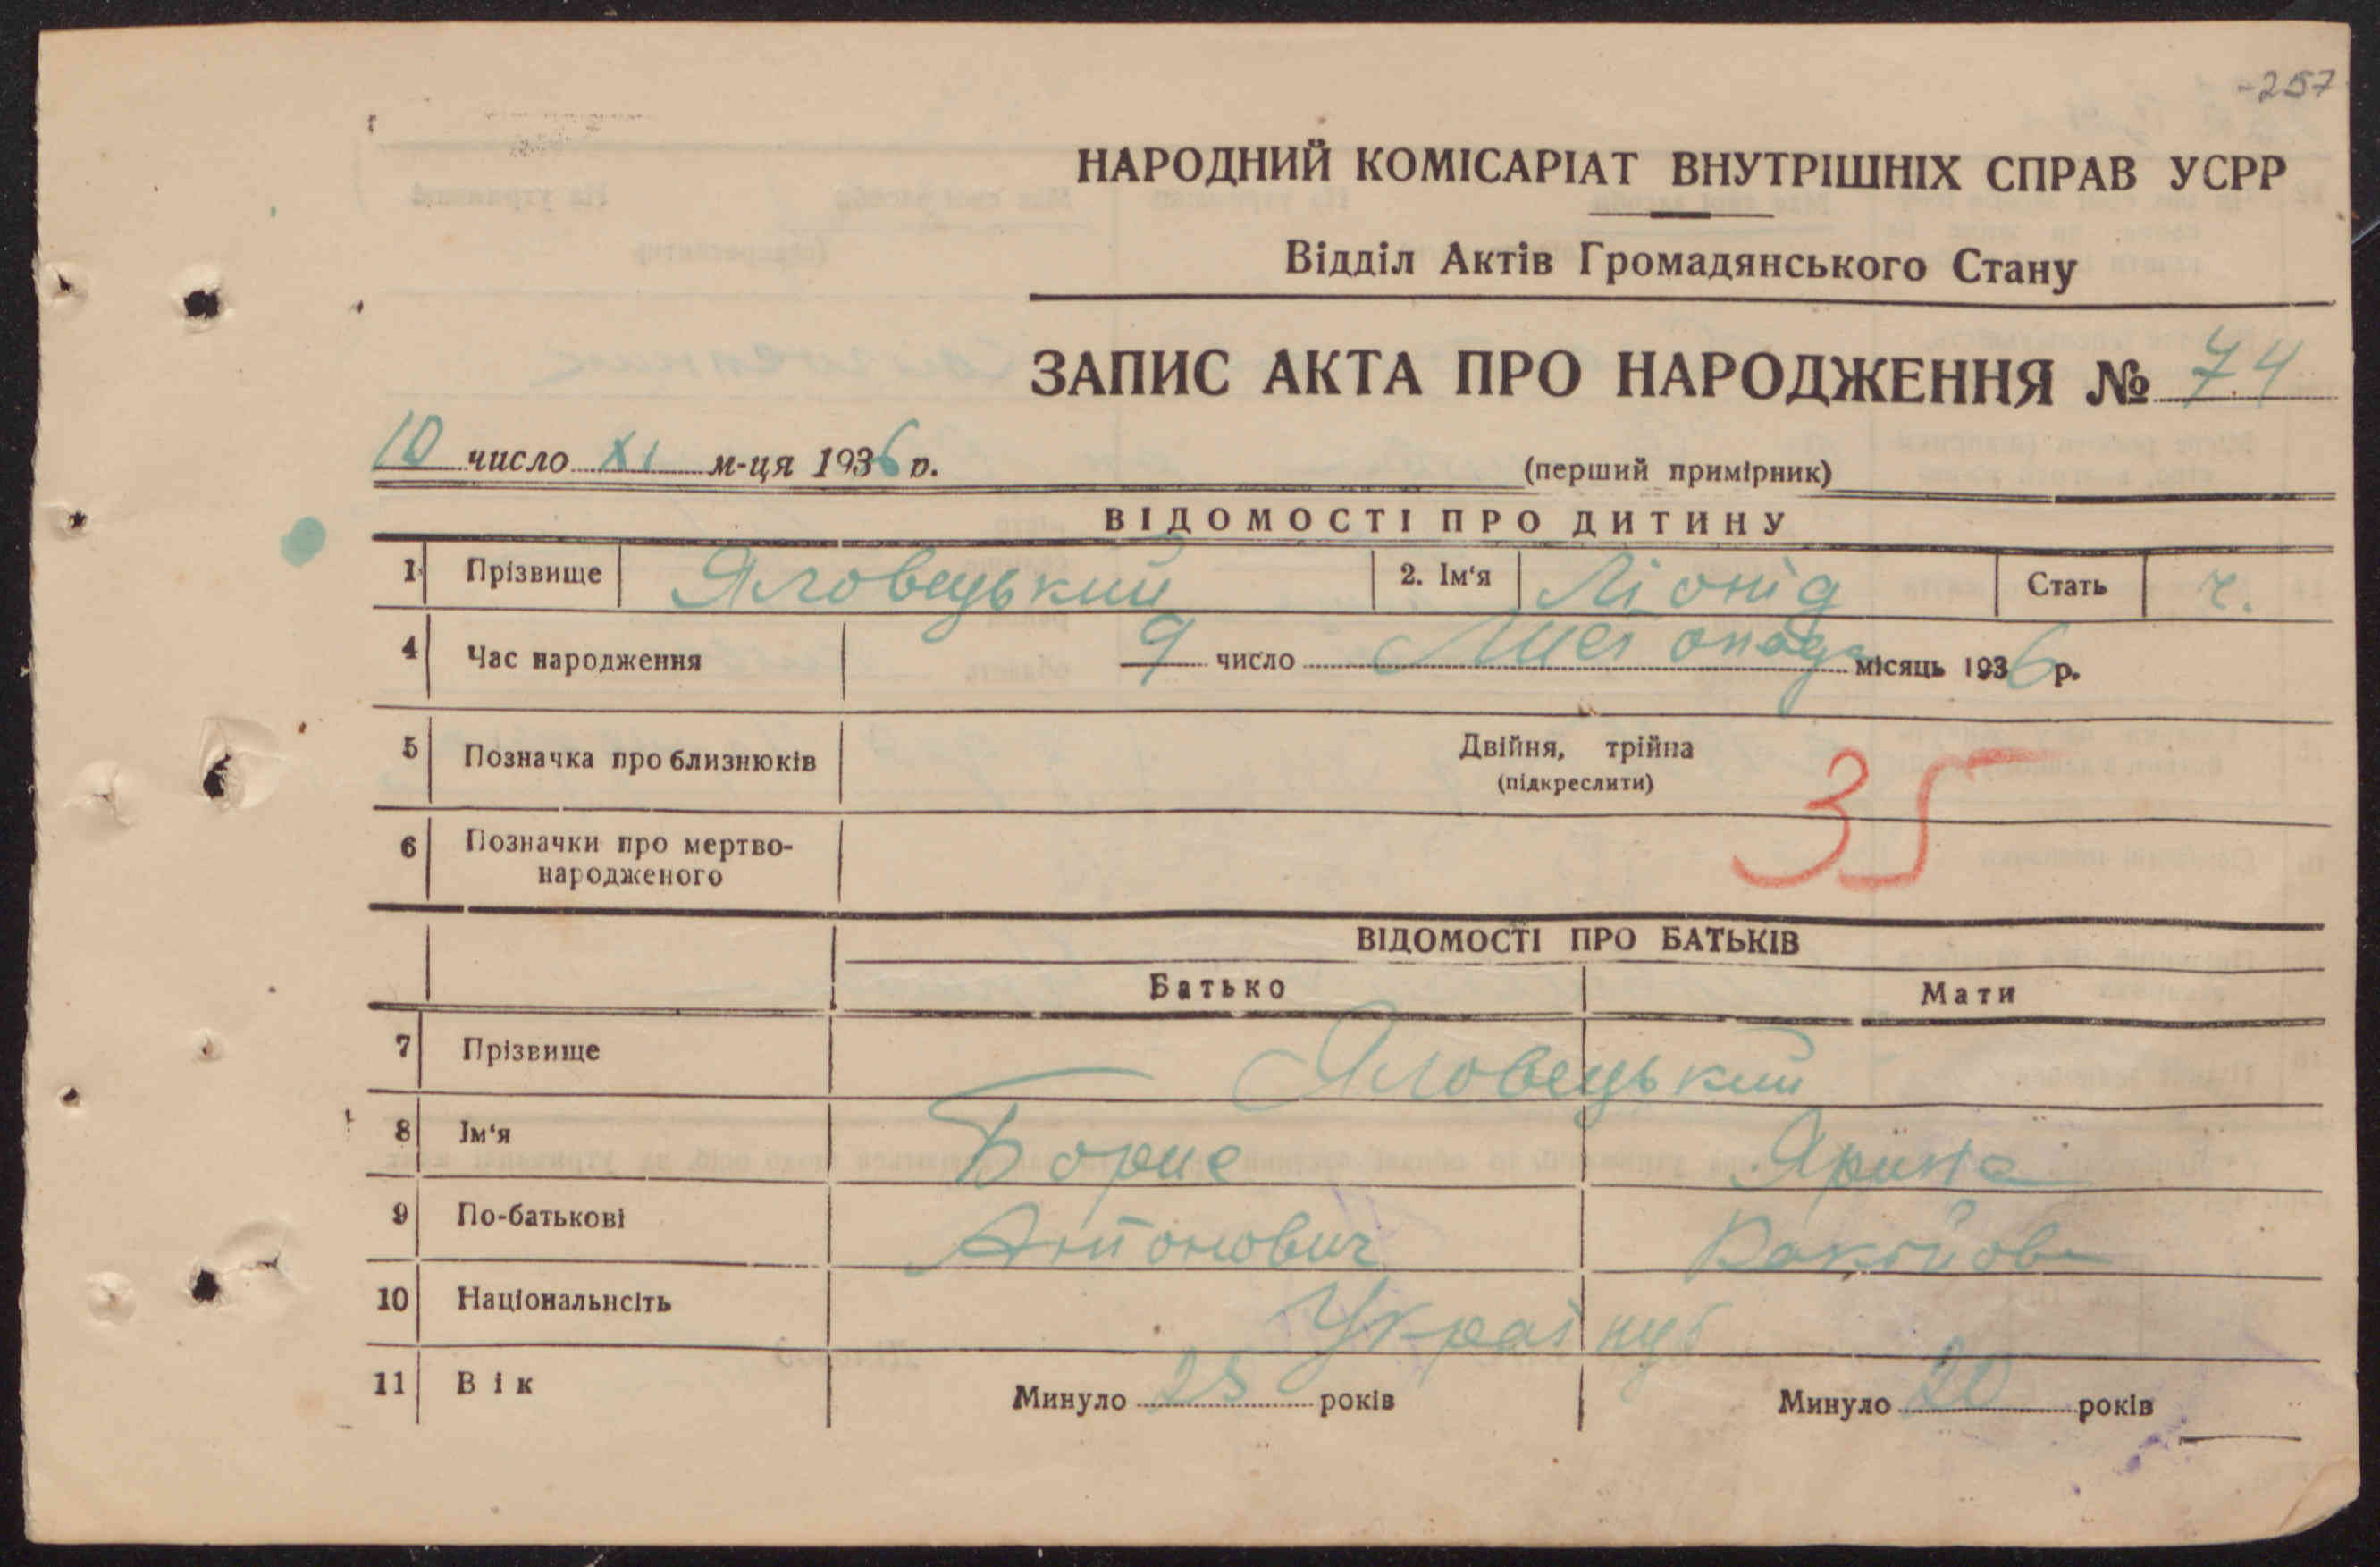 -257
НАРОДНИЙ КОМІСАРІАТ ВНУТРІШНІХ СПРАВ УСРР
Відділ Актів Громадянського Стану
ЗАПИС АКТА ПРО НАРОДЖЕННЯ № 74
10 число XI м-ця 1936 р.
(перший примірник)
ВІДОМОСТІ ПРО ДИТИНУ
1 Прізвище Яловецький 2. Ім'я Ліонід Стать ч.
4 Час народження 9 число Листопада місяць 1936 р.
5 Позначка про близнюків Двійня, трійна
(підкреслити)
35
6 Позначки про мертво-
народженого
ВІДОМОСТІ ПРО БАТЬКІВ
Батько Мати
7 Прізвище Яловецький
8 Ім'я Борис Ярина
9 По-батькові Антонович
10 Національнсіть Українці
11 Вік Минуло 25 років Минуло 20 років